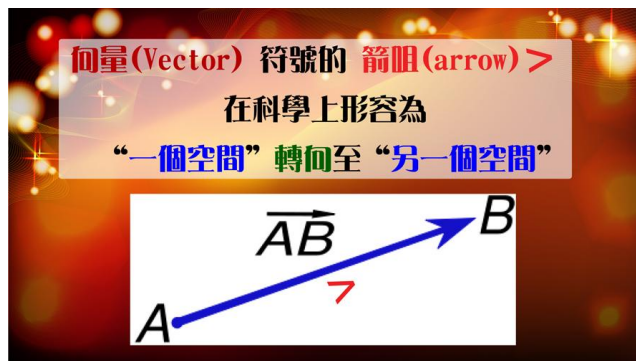 向量(Vector) 符號的 箭咀(arrow) >
在科學上形容為
“一個空間” 轉向至 “另一個空間”
AB
B
>
A